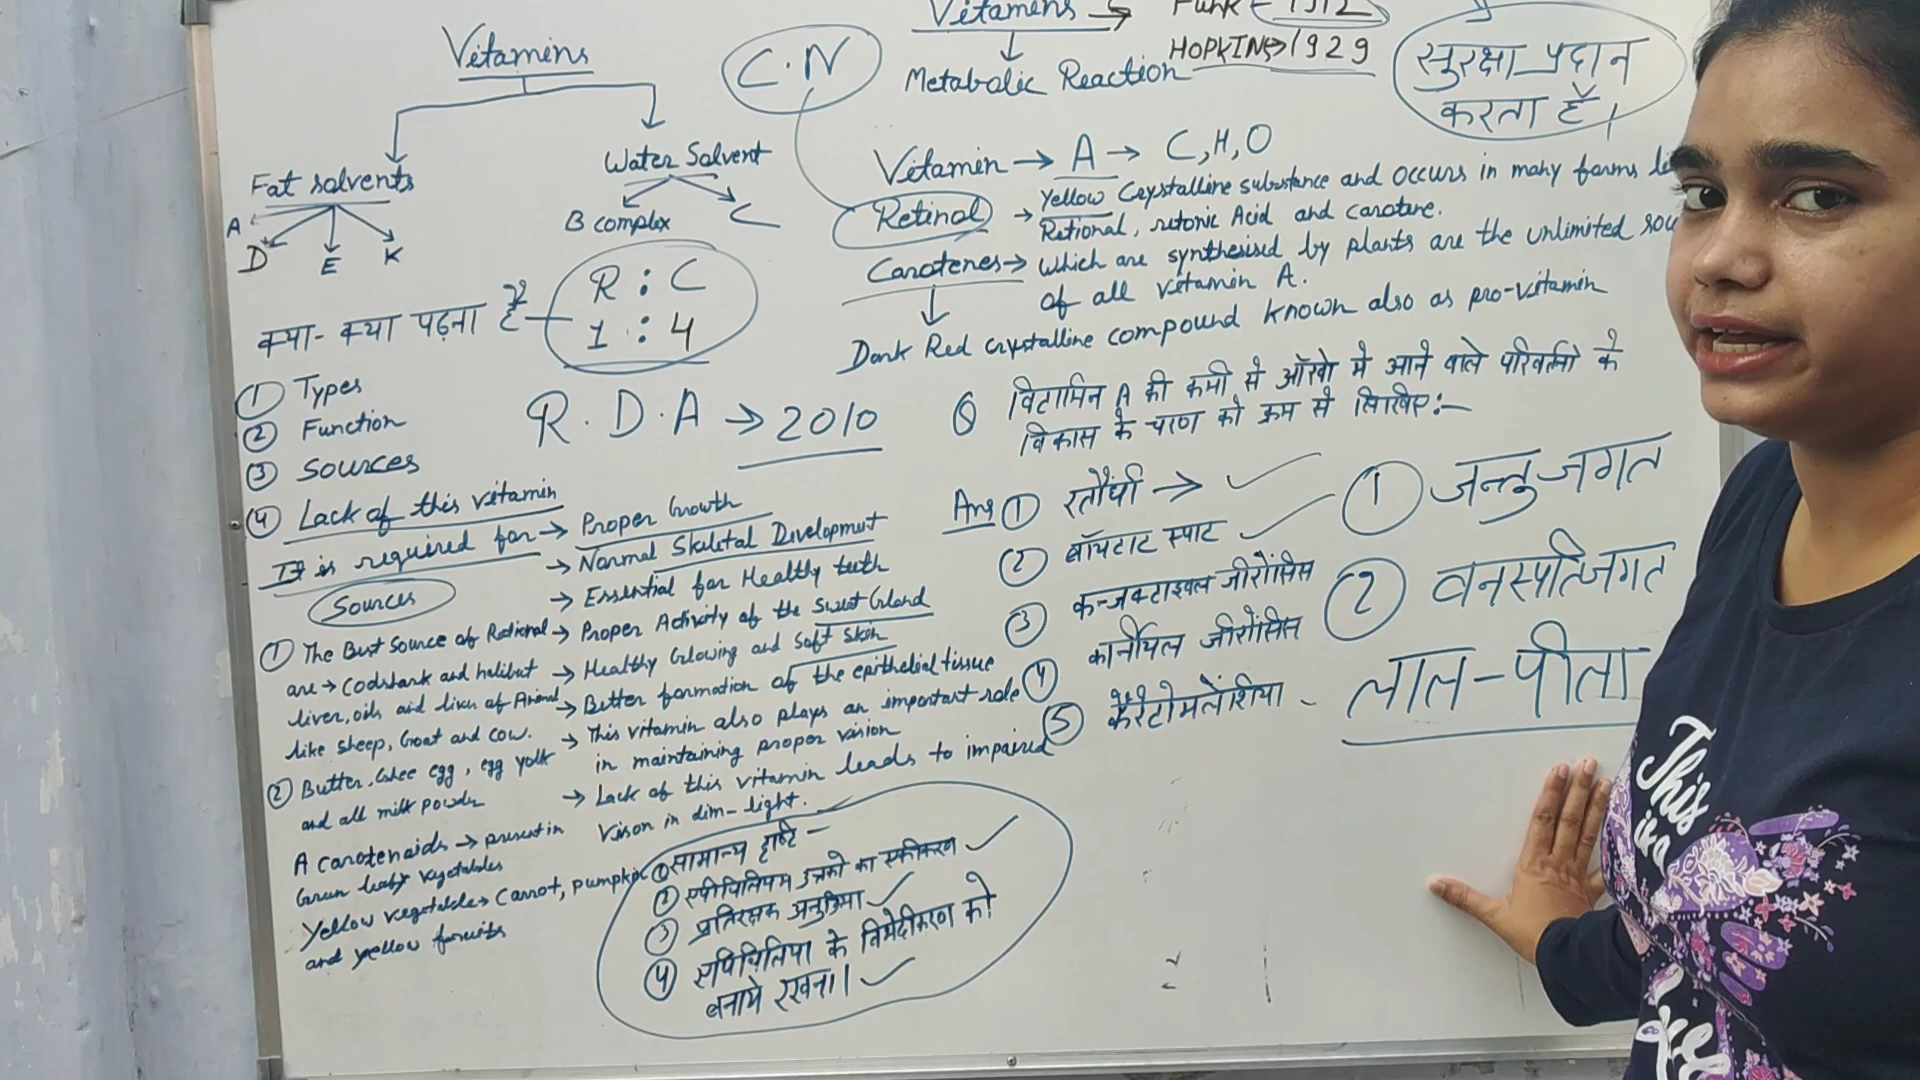 Vitamins
Fat solvents
Water Solvent
A
D
E
K
B complex
C
C.N
Vitamins → Funk - 1912
HOPKINS → 1929
Metabolic Reaction
सुरक्षा प्रदान
करता है।
Vitamin → A → C, H, O
Retinol → Yellow Crystalline substance and occurs in many forms
Retional, retonic Acid and carotene.
Carotenes → which are synthesised by plants are the unlimited
of all vitamin A.
Dark Red crystalline compound known also as pro-vitamin
क्या-क्या पढ़ना है
R : C
1 : 4
① Types
② Function
③ Sources
④ Lack of this vitamin
R.D.A → 2010
It is required for → Proper Growth
→ Normal Skeletal Development
→ Essential for Healthy teeth
→ Proper Activity of the Sweat Gland
→ Healthy Glowing and Soft Skin
→ Better formation of the epithelial tissue
→ This vitamin also plays an important role
in maintaining proper vision
→ Lack of this vitamin leads to impaired
Vison in dim-light.
Sources
① The Best Source of Rational
are → Codshark and halibut
liver, oils and liver of Animal
like sheep, Goat and cow.
② Butter, Ghee egg, egg yolk
and all milk powder
A carotenoids → present in
Green leafy vegetables
Yellow vegetables → Carrot, pumpkin
and yellow fruits
① सामान्य दृष्टि -
② एपीथिलियम उत्तको का स्फीकरण
③ प्रतिरक्षक अनुक्रिया
④ एपिथिलिया के विभेदीकरण को
बनाये रखना।
Q विटामिन A की कमी से आँखो में आने वाले परिवर्तनो के
विकास के चरण को क्रम से लिखिए:-
Ans ① रतौंधी →
② बॉयटाट स्पाट
③ कन्जक्टाइवल जीरोसिस
④ कार्नीयल जीरोसिस
⑤ कैरेटोमलेशिया -
① जन्तु जगत
② वनस्पतिजगत
लाल-पीला
This
is